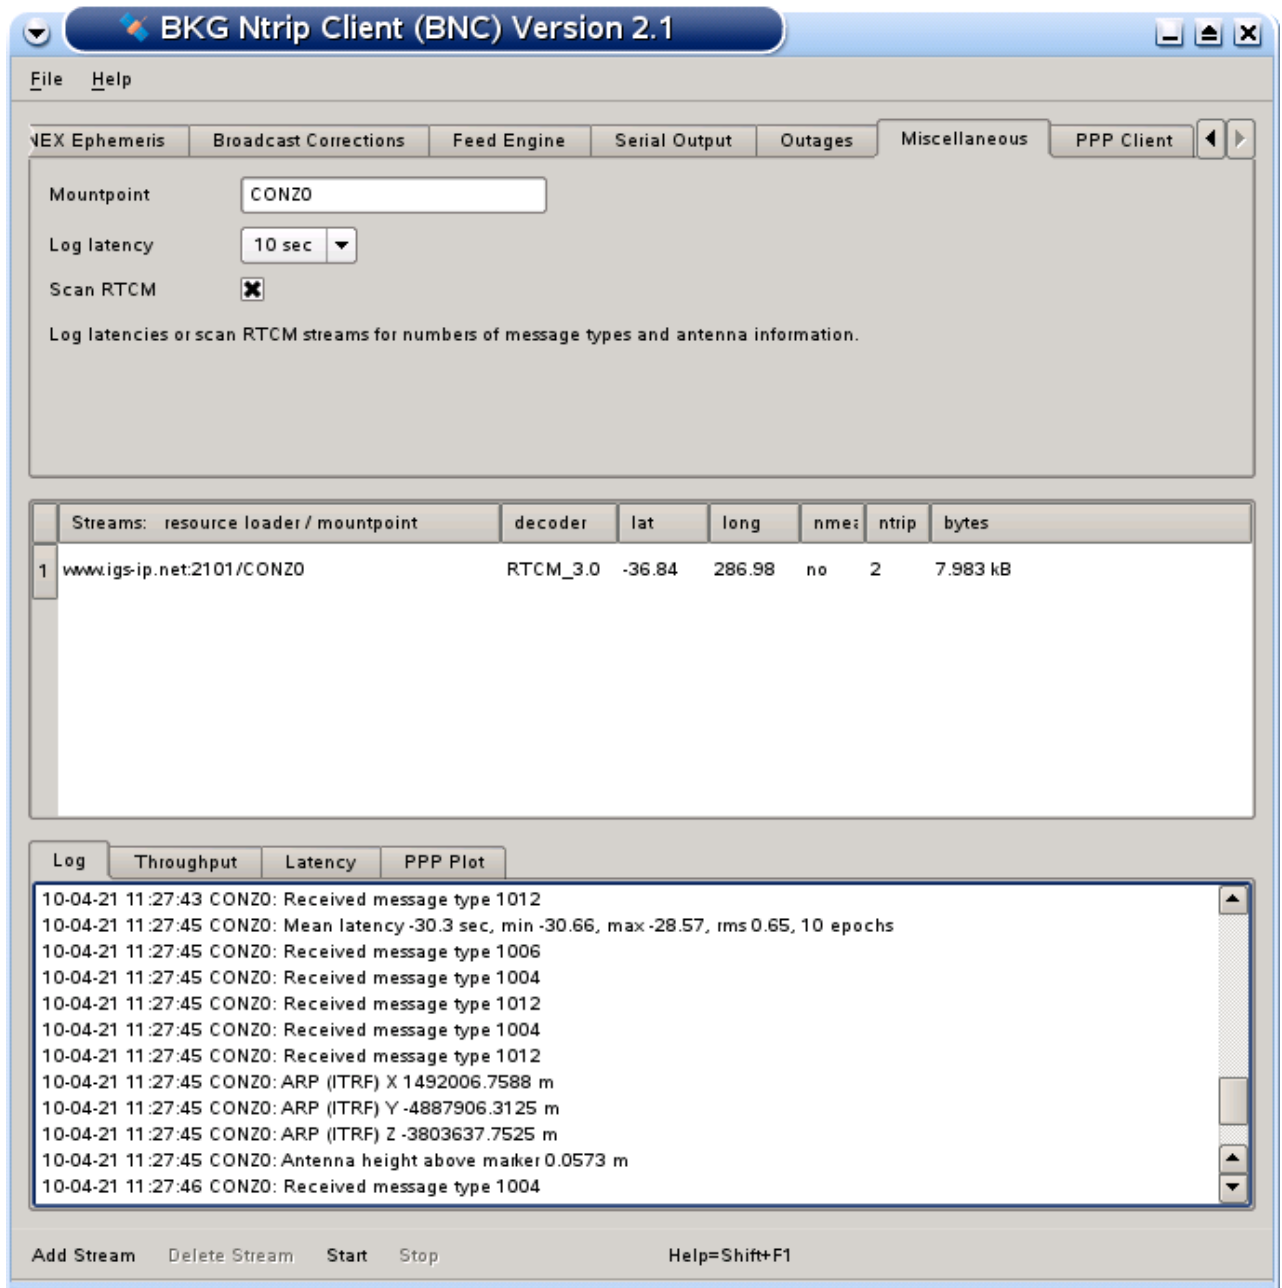 BKG Ntrip Client (BNC) Version 2.1
File Help
NEX Ephemeris Broadcast Corrections Feed Engine Serial Output Outages Miscellaneous PPP Client
Mountpoint CONZ0
Log latency 10 sec
Scan RTCM
Log latencies or scan RTCM streams for numbers of message types and antenna information.
Streams: resource loader / mountpoint decoder lat long nmea ntrip bytes
1 www.igs-ip.net:2101/CONZ0 RTCM_3.0 -36.84 286.98 no 2 7.983 kB
Log Throughput Latency PPP Plot
10-04-21 11:27:43 CONZ0: Received message type 1012
10-04-21 11:27:45 CONZ0: Mean latency -30.3 sec, min -30.66, max -28.57, rms 0.65, 10 epochs
10-04-21 11:27:45 CONZ0: Received message type 1006
10-04-21 11:27:45 CONZ0: Received message type 1004
10-04-21 11:27:45 CONZ0: Received message type 1012
10-04-21 11:27:45 CONZ0: Received message type 1004
10-04-21 11:27:45 CONZ0: Received message type 1012
10-04-21 11:27:45 CONZ0: ARP (ITRF) X 1492006.7588 m
10-04-21 11:27:45 CONZ0: ARP (ITRF) Y -4887906.3125 m
10-04-21 11:27:45 CONZ0: ARP (ITRF) Z -3803637.7525 m
10-04-21 11:27:45 CONZ0: Antenna height above marker 0.0573 m
10-04-21 11:27:46 CONZ0: Received message type 1004
Add Stream Delete Stream Start Stop Help=Shift+F1